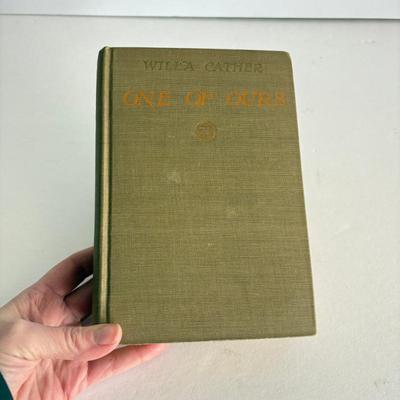 WILLA CATHER
ONE OF OURS